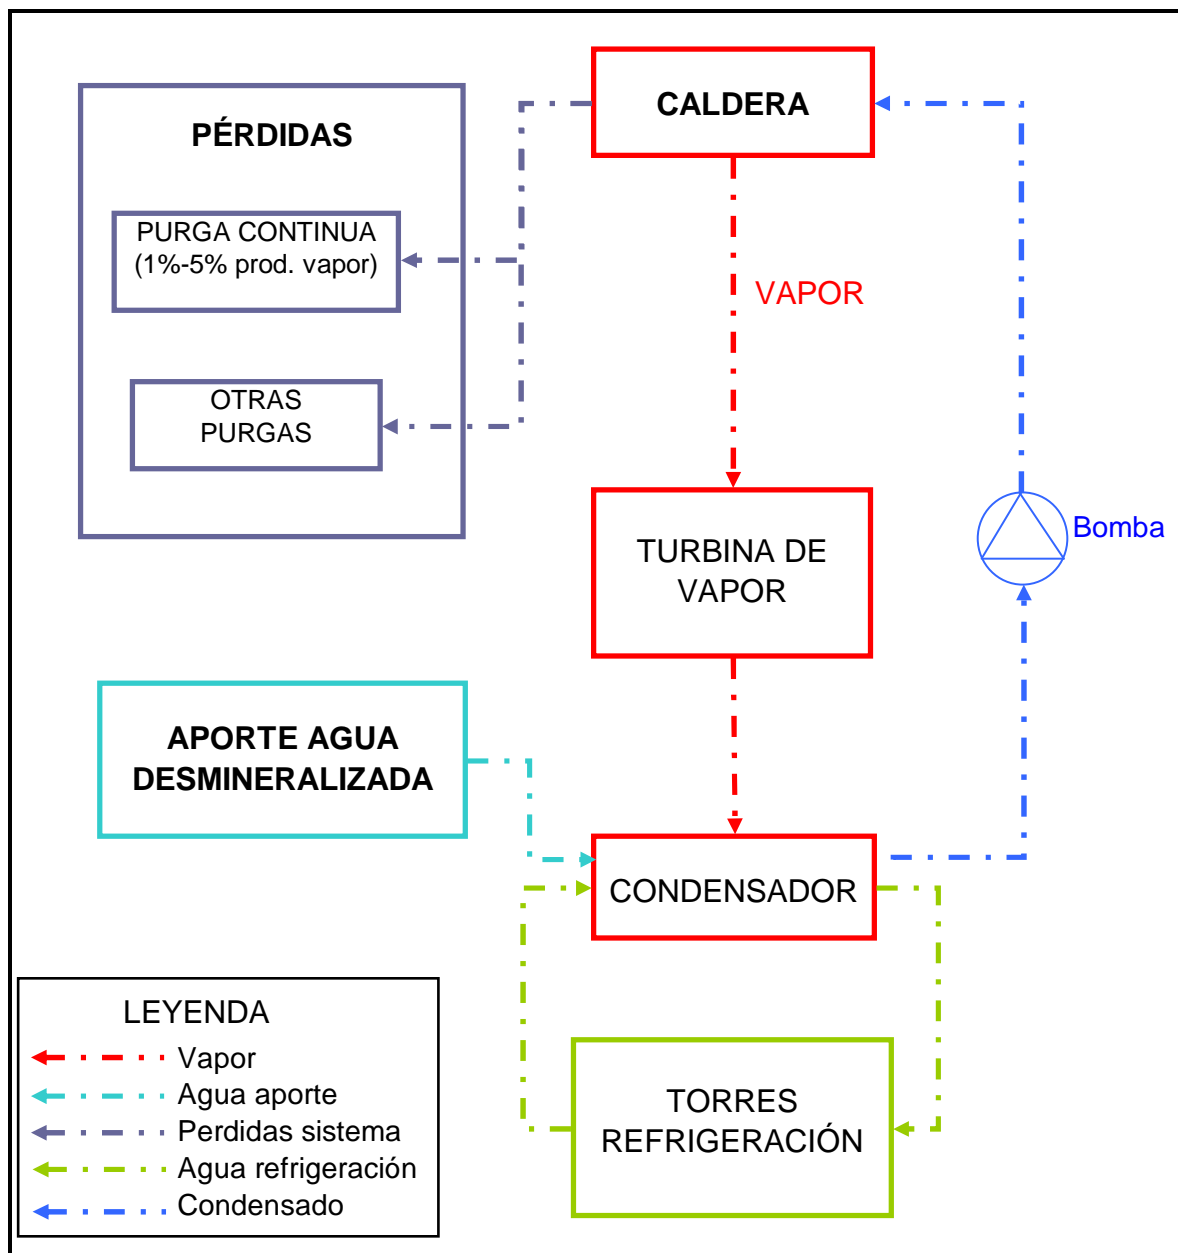 CALDERA
PÉRDIDAS
PURGA CONTINUA
(1%-5% prod. vapor)
VAPOR
OTRAS
PURGAS
TURBINA DE
VAPOR
Bomba
APORTE AGUA
DESMINERALIZADA
CONDENSADOR
LEYENDA
Vapor
Agua aporte
Perdidas sistema
Agua refrigeración
Condensado
TORRES
REFRIGERACIÓN